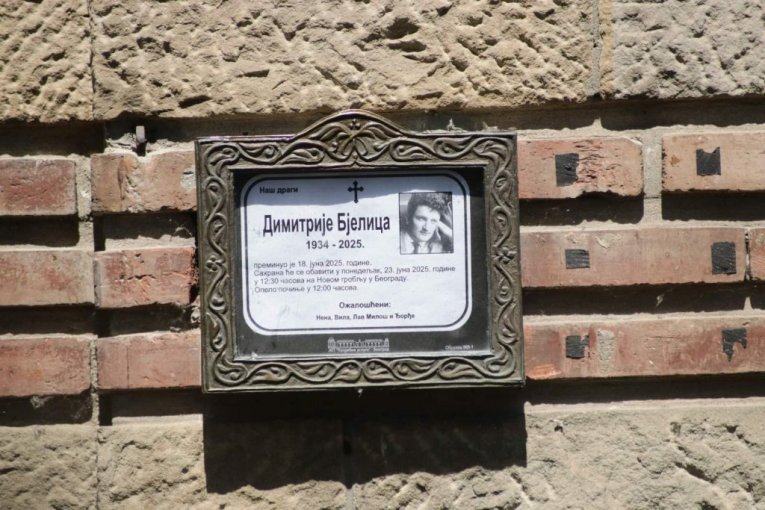 Наш драги
Димитрије Бјелица
1934 - 2025.
преминуо је 18. јуна 2025. године.
Сахрана ће се обавити у понедељак, 23. јуна 2025. године
у 12:30 часова на Новом гробљу у Београду.
Опело почиње у 12:00 часова.
Ожалошћени:
Нена, Вила, Лав Милош и Ђорђе